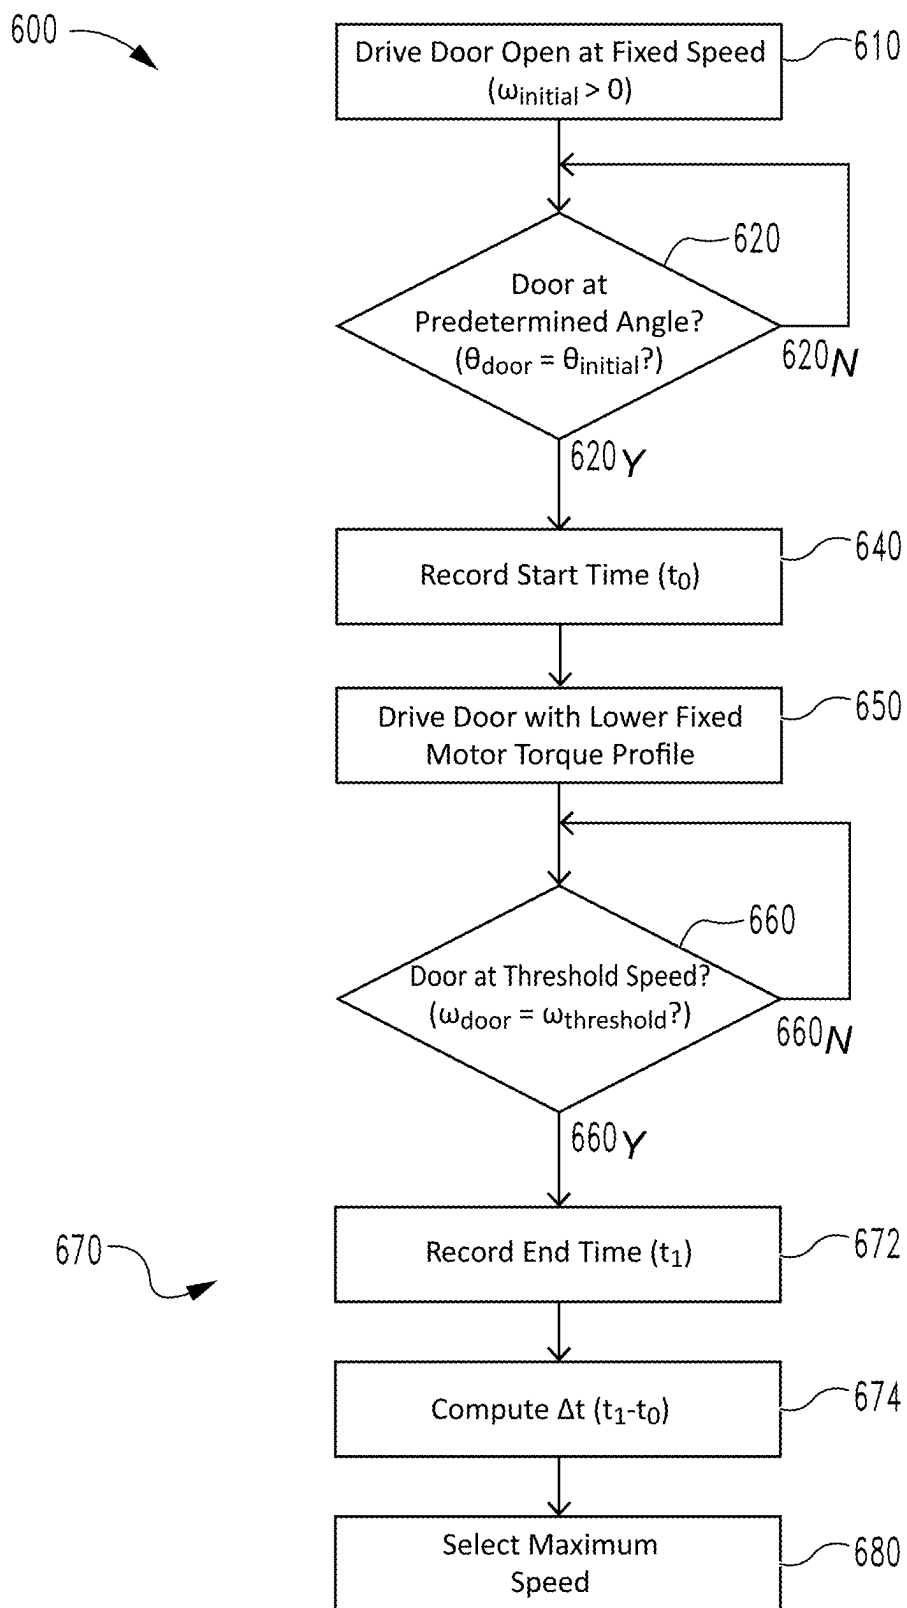 600
Drive Door Open at Fixed Speed
(ωinitial > 0)
610
620
Door at
Predetermined Angle?
(θdoor = θinitial?)
620N
620Y
Record Start Time (t0)
640
Drive Door with Lower Fixed
Motor Torque Profile
650
660
Door at Threshold Speed?
(ωdoor = ωthreshold?)
660N
660Y
670
Record End Time (t1)
672
Compute Δt (t1-t0)
674
Select Maximum
Speed
680